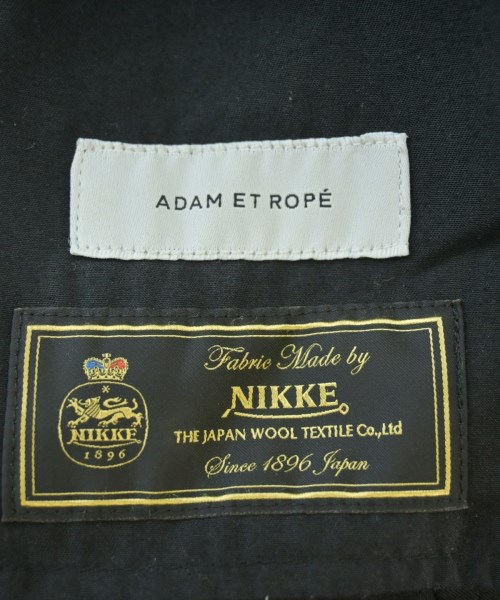 ADAM ET ROPÉ
Fabric Made by
NIKKE
THE JAPAN WOOL TEXTILE Co.,Ltd
Since 1896 Japan
NIKKE
1896